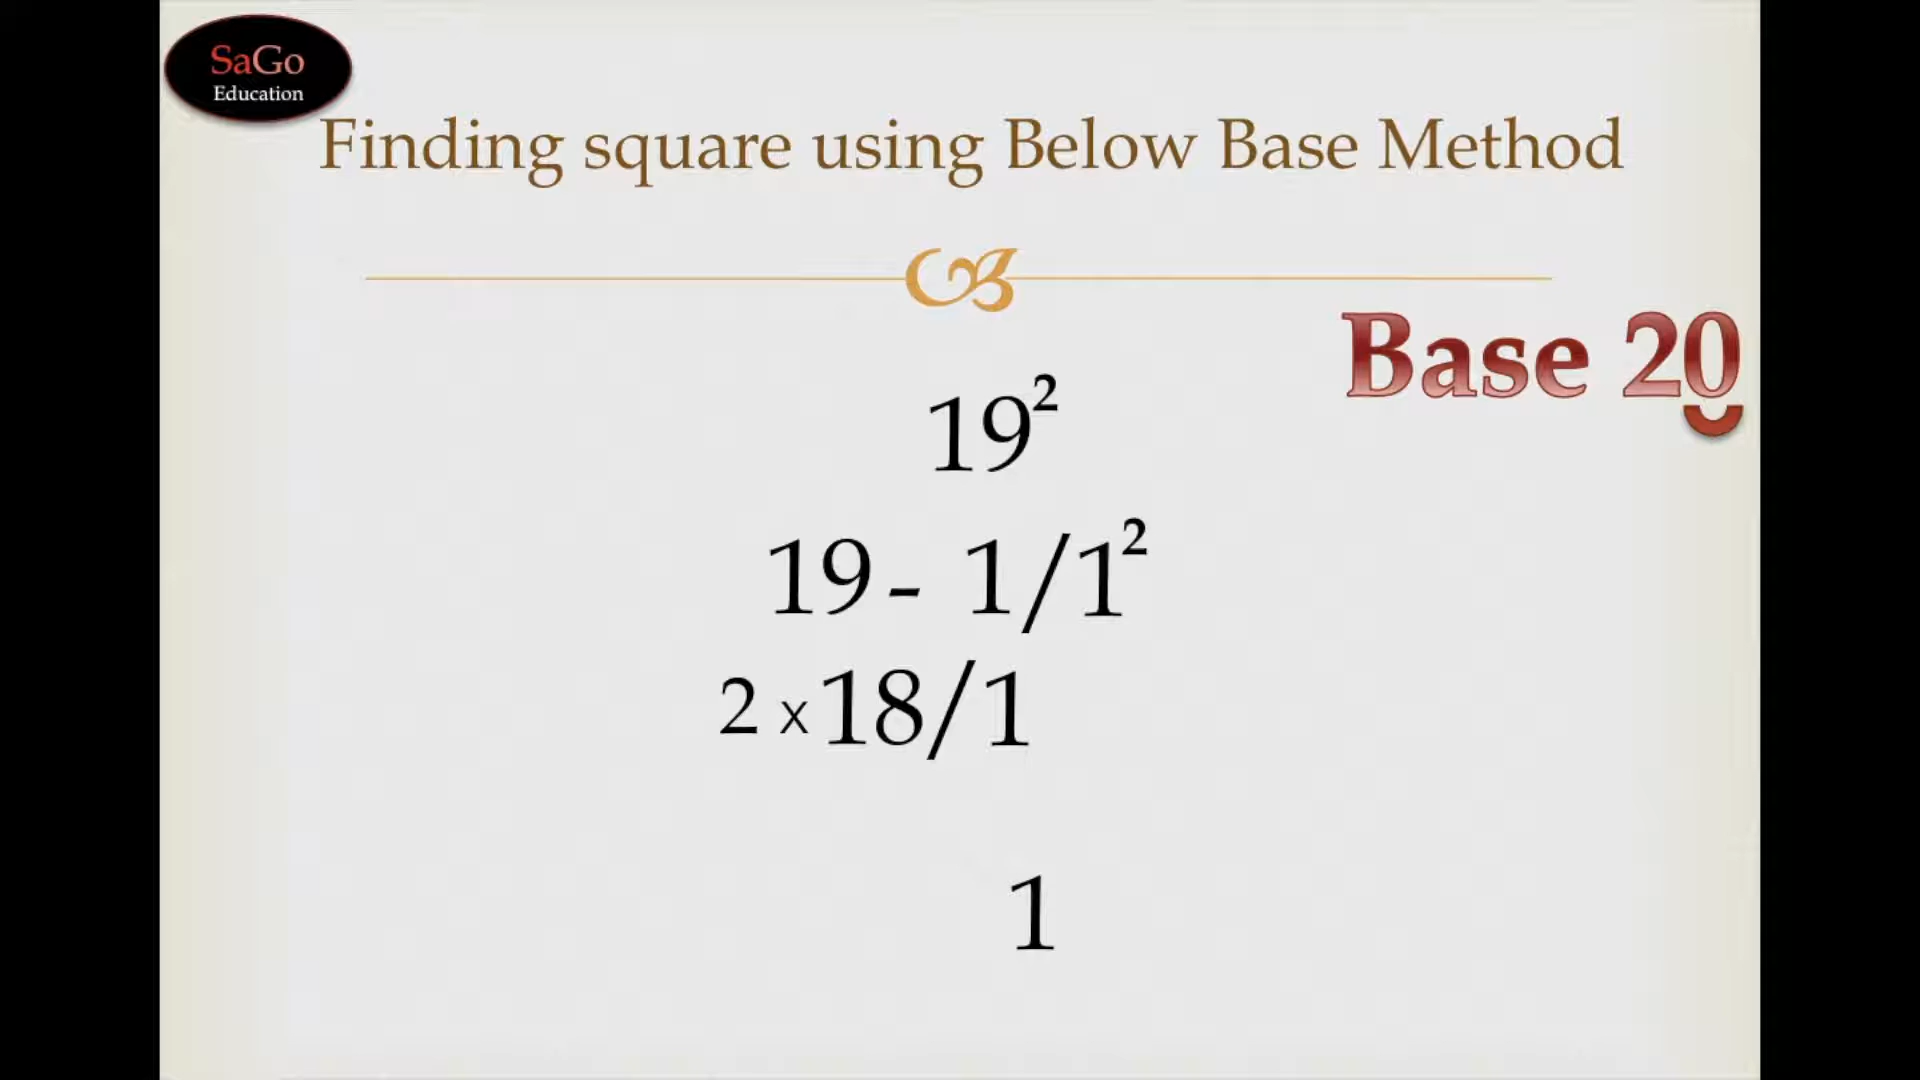 SaGo
Education
Finding square using Below Base Method
Base 20
19²
19 - 1/1²
2 x 18/1
1